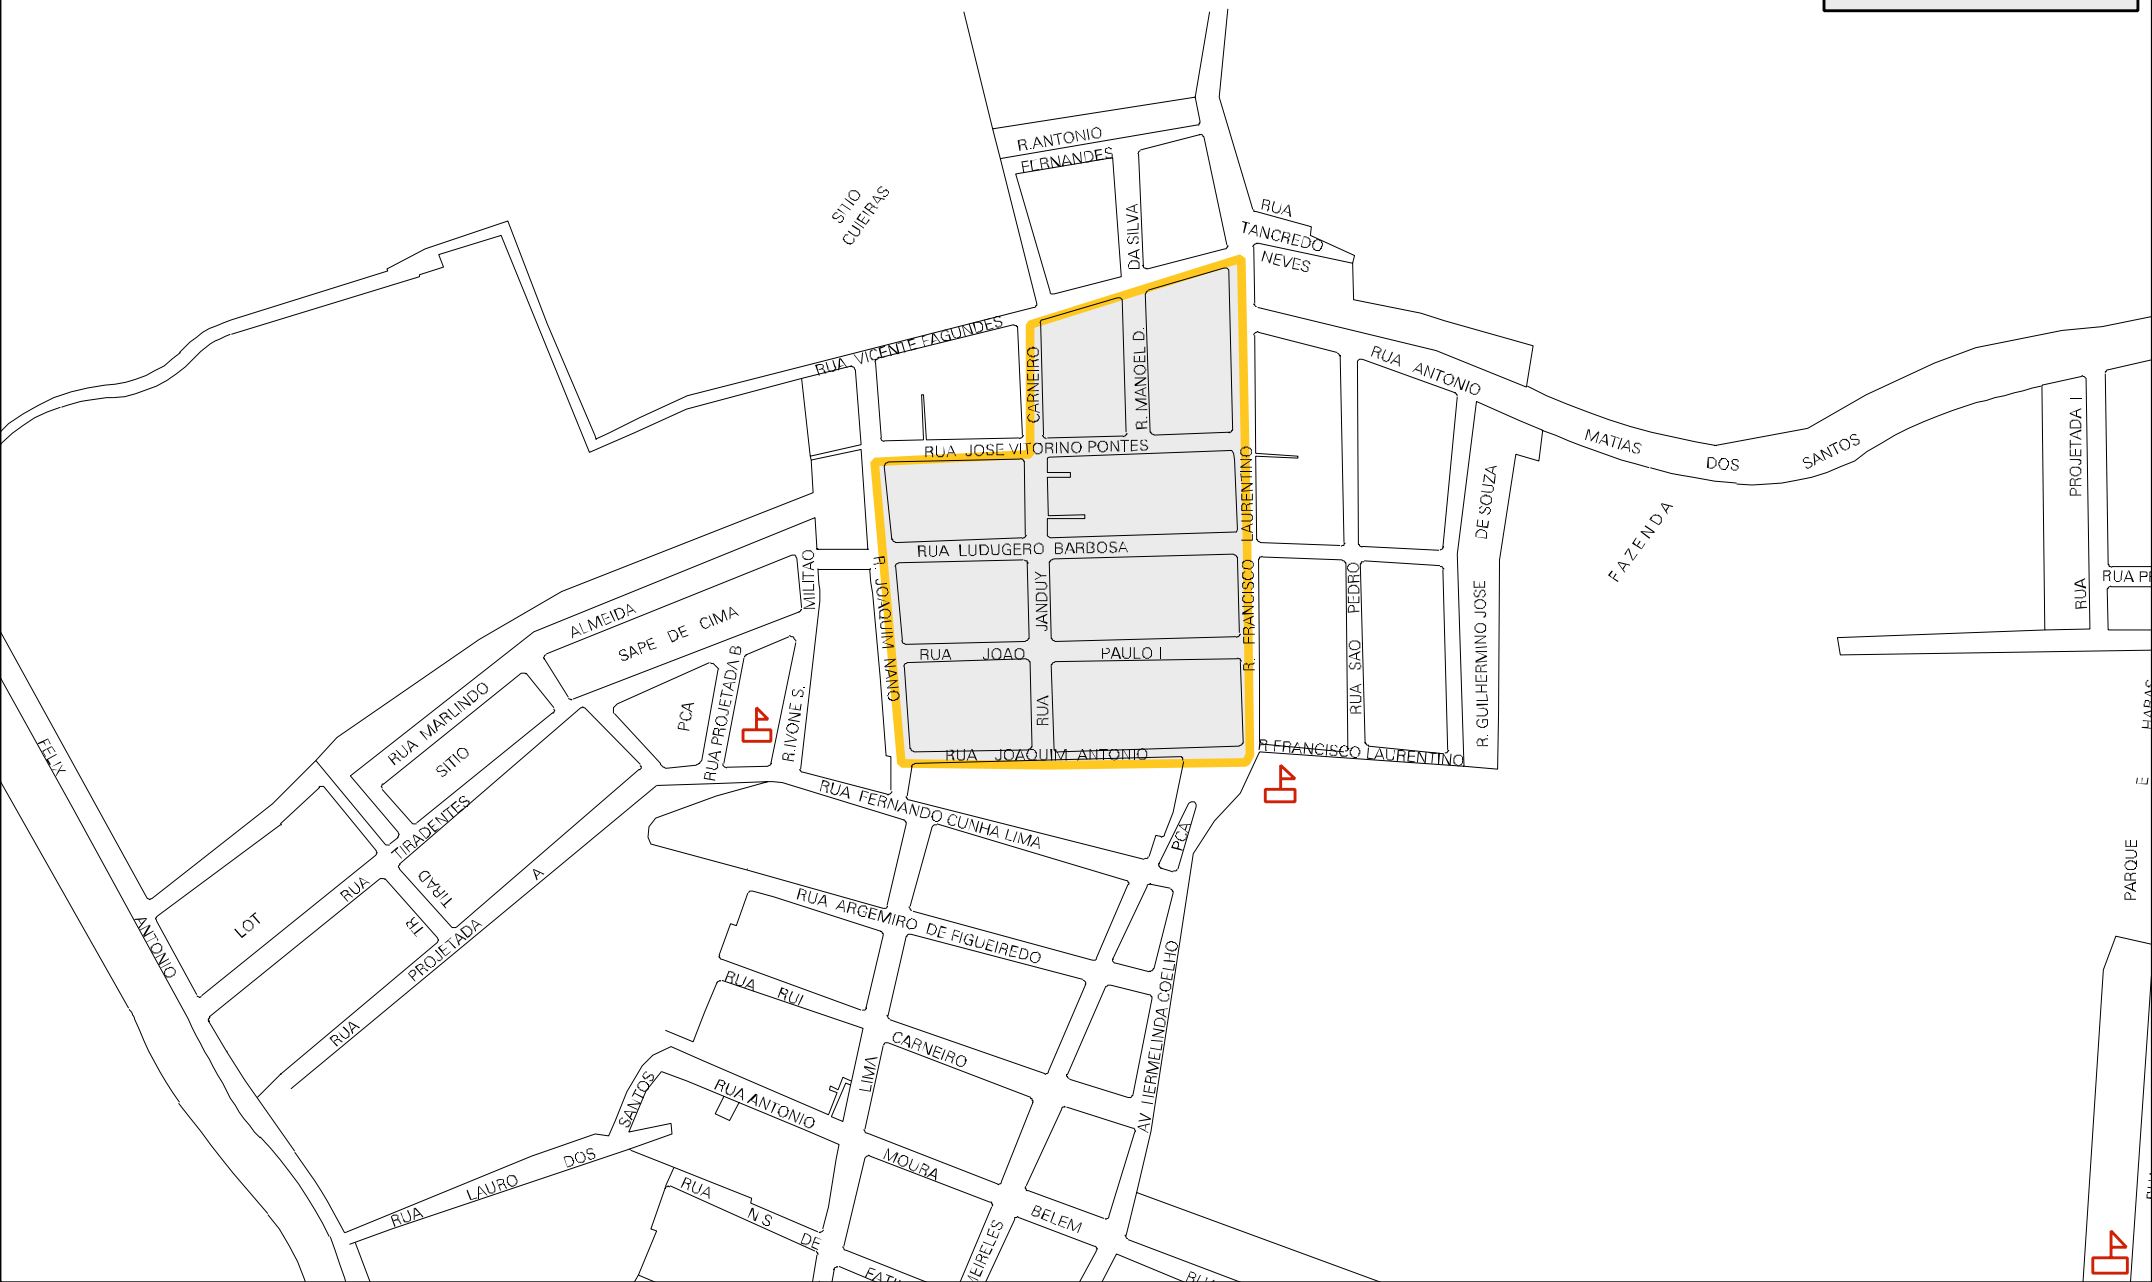 R.ANTONIO
FERNANDES
SITIO
CUIEIRAS
DA SILVA
RUA
TANCREDO
NEVES
RUA VICENTE FAGUNDES
CARNEIRO
R. MANOEL D.
RUA ANTONIO
MATIAS
DOS
SANTOS
RUA JOSE VITORINO PONTES
R. FRANCISCO LAURENTINO
DE SOUZA
R. GUILHERMINO JOSE
FAZENDA
RUA PROJETADA I
RUA LUDUGERO BARBOSA
MILITAO
R. IVONE S.
R. JOAQUIM NANO
RUA JANDUY
RUA SAO PEDRO
ALMEIDA
SAPE DE CIMA
RUA JOAO PAULO I
RUA MARLINDO
SITIO
PCA
RUA PROJETADA B
FELIX
ANTONIO
RUA JOAQUIM ANTONIO
R FRANCISCO LAURENTINO
RUA FERNANDO CUNHA LIMA
PCA
RUA TIRADENTES
TIRAD
TR
LOT
RUA PROJETADA A
RUA ARGEMIRO DE FIGUEIREDO
PARQUE
E
RUA RUI
CARNEIRO
LIMA
AV HERMELINDA COELHO
RUA ANTONIO
MOURA
SANTOS
DOS
LAURO
RUA
RUA
N S
DE
BELEM